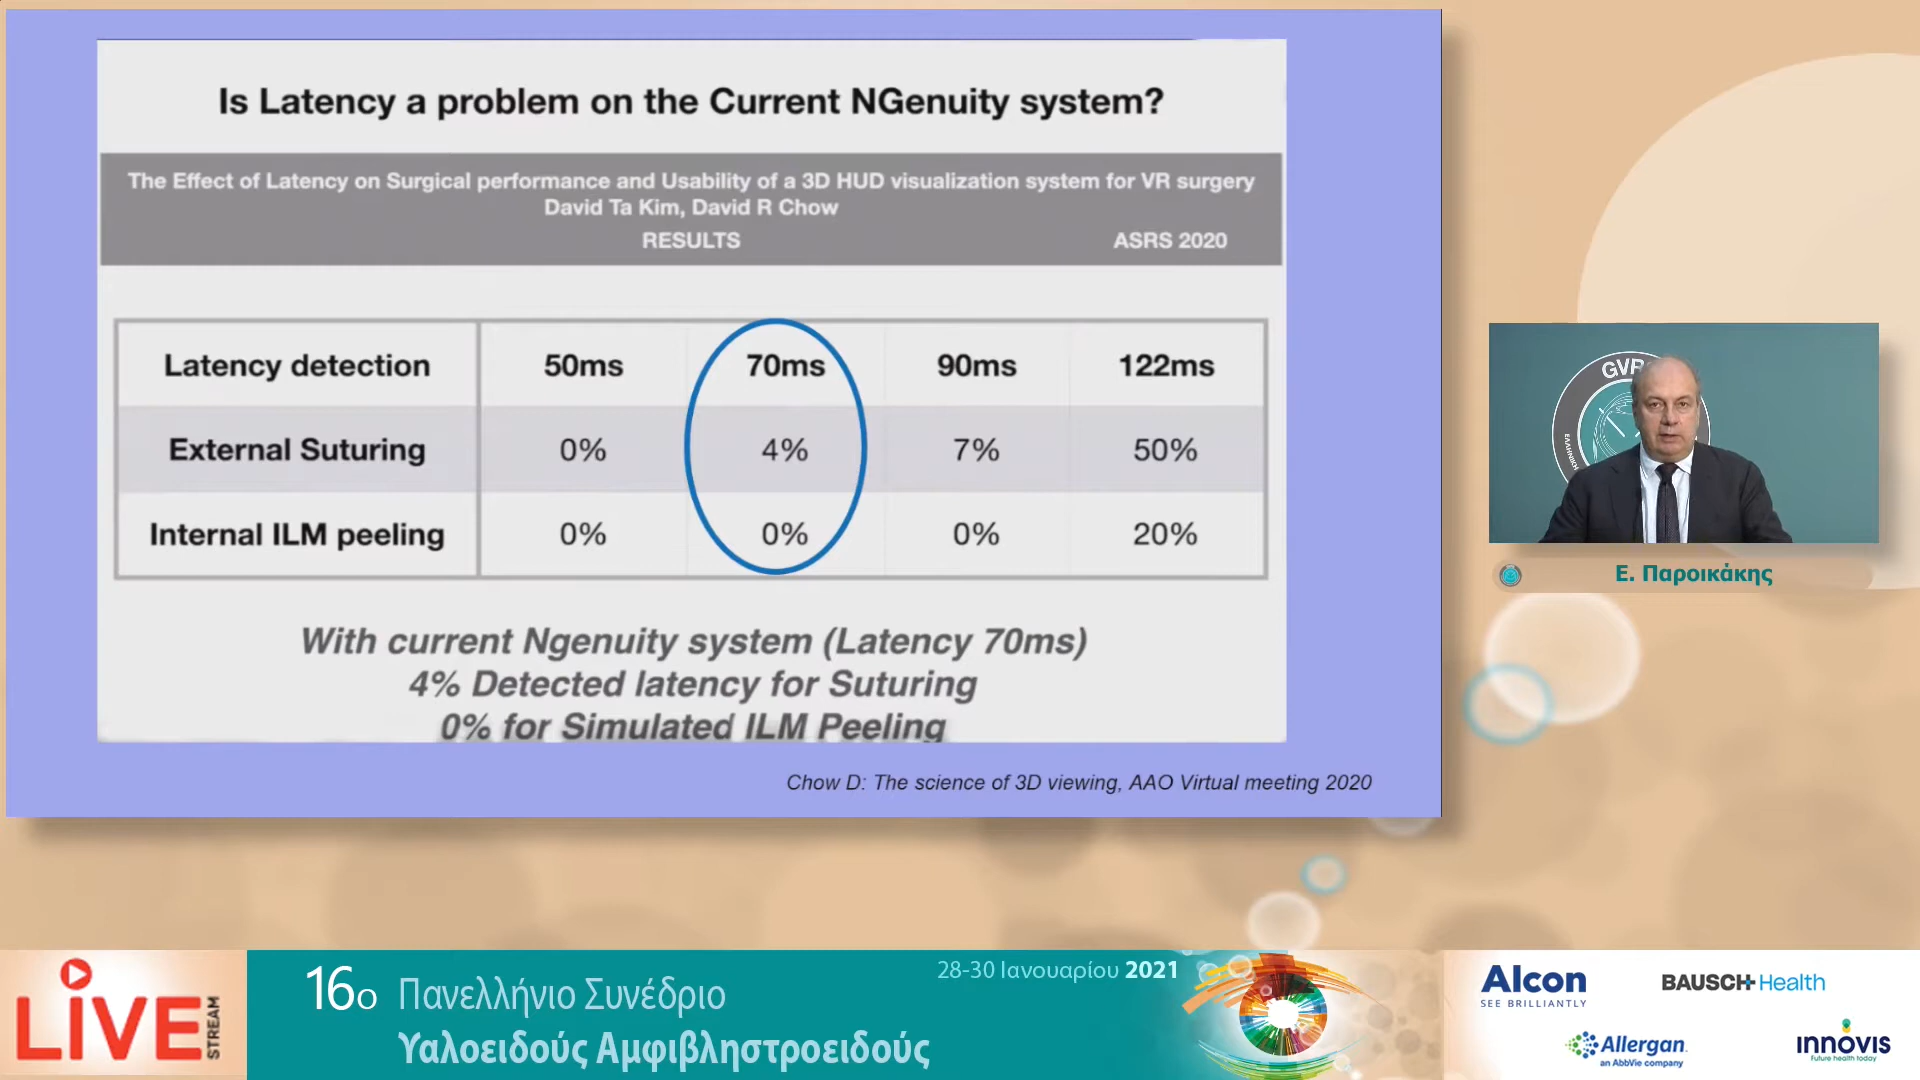 Is Latency a problem on the Current NGenuity system?
The Effect of Latency on Surgical performance and Usability of a 3D HUD visualization system for VR surgery
David Ta Kim, David R Chow
RESULTS ASRS 2020
Latency detection 50ms 70ms 90ms 122ms
External Suturing 0% 4% 7% 50%
Internal ILM peeling 0% 0% 0% 20%
With current Ngenuity system (Latency 70ms)
4% Detected latency for Suturing
0% for Simulated ILM Peeling
Chow D: The science of 3D viewing, AAO Virtual meeting 2020
GVR
Ε. Παροικάκης
LIVE STREAM
16ο Πανελλήνιο Συνέδριο
Υαλοειδούς Αμφιβληστροειδούς
28-30 Ιανουαρίου 2021
Alcon
SEE BRILLIANTLY
BAUSCH+Health
Allergan
an AbbVie company
INNOVIS
Future health today